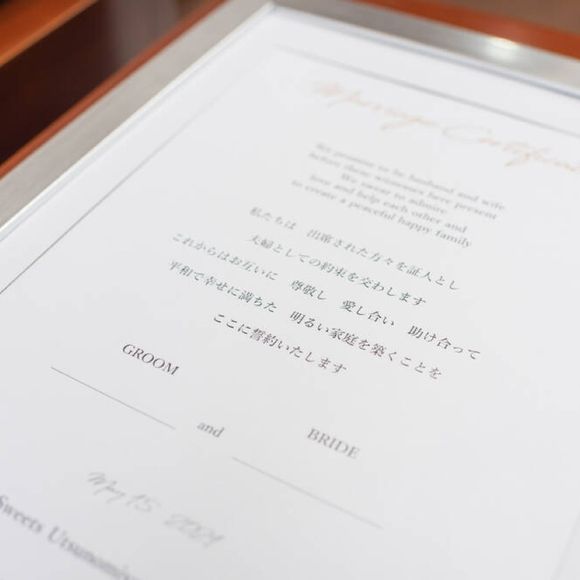 Marriage Certificate
We promise to be husband and wife
before these witnesses here present
We swear to admire
love and help each other and
to create a peaceful happy family
私たちは　出席された方々を証人とし
夫婦としての約束を交わします
これからはお互いに　尊敬し　愛し合い　助け合って
平和で幸せに満ちた　明るい家庭を築くことを
ここに誓約いたします
GROOM
and
BRIDE
May 15
Sweets